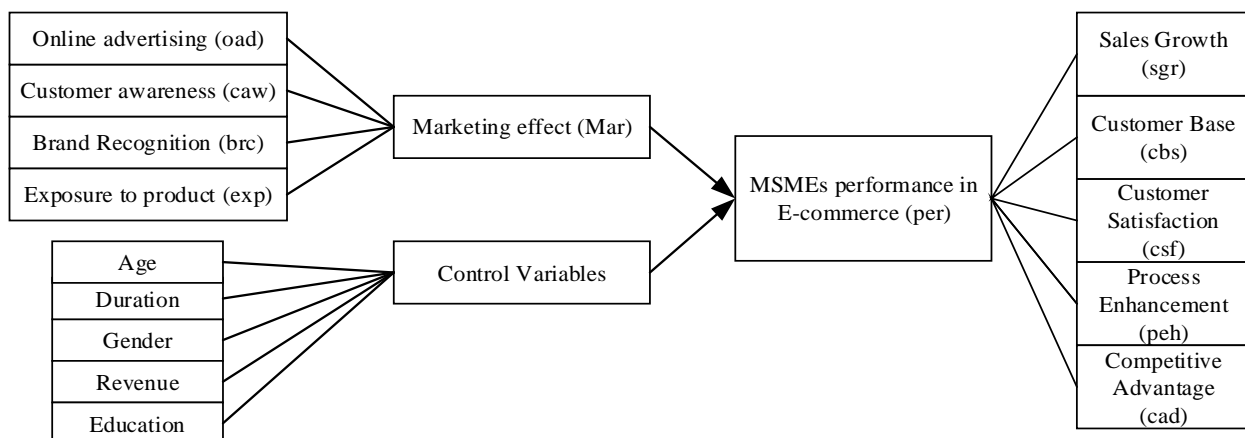 Online advertising (oad)
Customer awareness (caw)
Brand Recognition (brc)
Exposure to product (exp)
Age
Duration
Gender
Revenue
Education
Marketing effect (Mar)
Control Variables
MSMEs performance in
E-commerce (per)
Sales Growth
(sgr)
Customer Base
(cbs)
Customer
Satisfaction
(csf)
Process
Enhancement
(peh)
Competitive
Advantage
(cad)